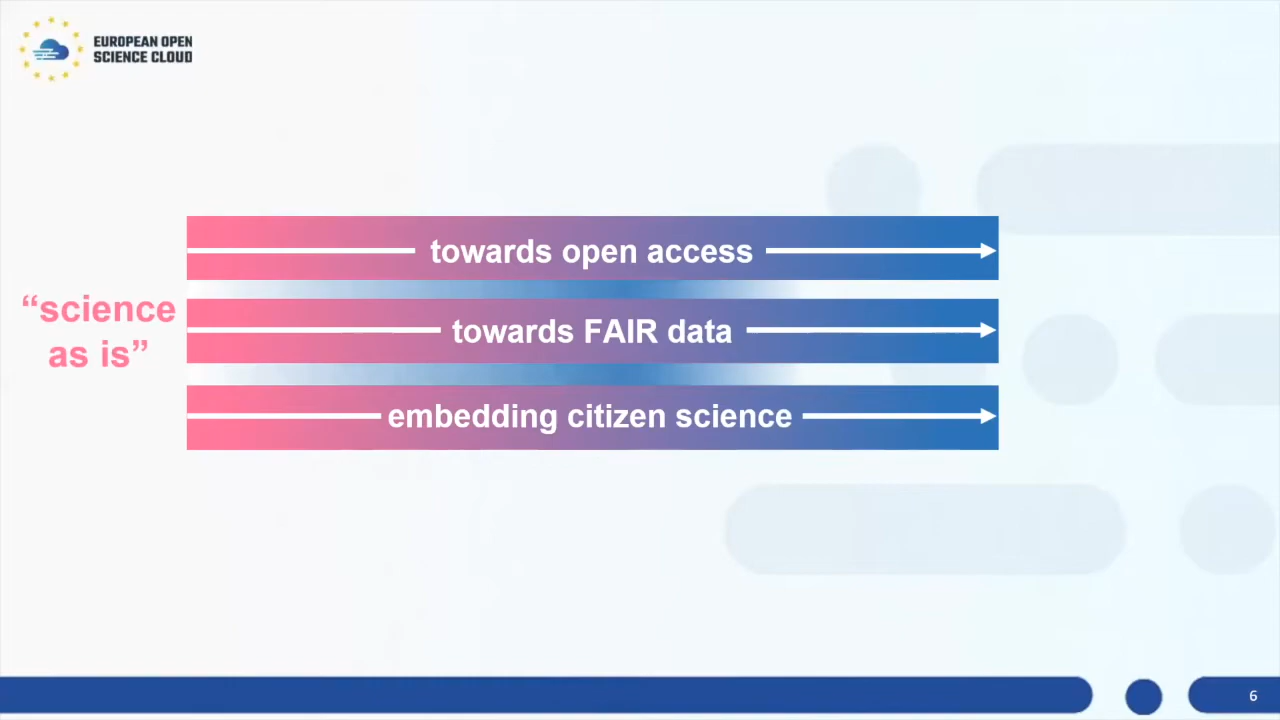 EUROPEAN OPEN
SCIENCE CLOUD
towards open access
“science
as is”
towards FAIR data
embedding citizen science
6